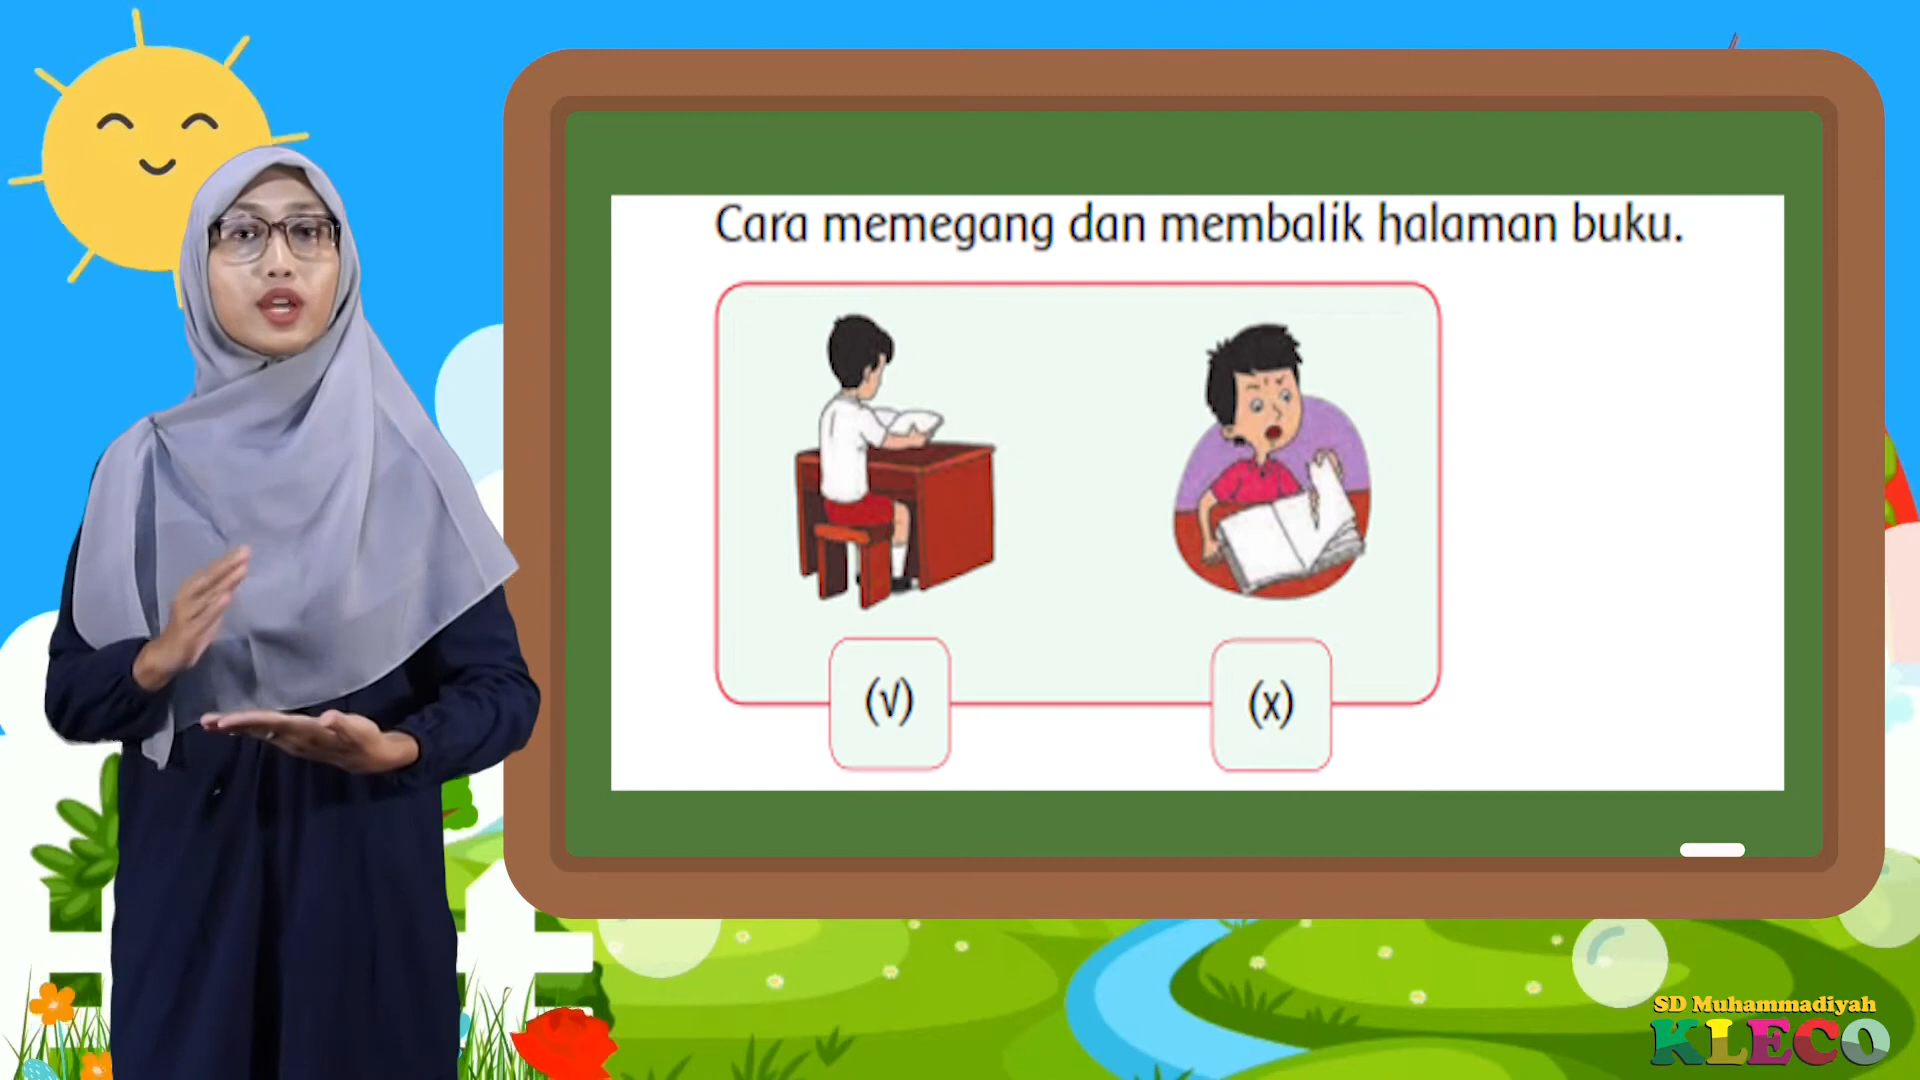 Cara memegang dan membalik halaman buku.
(√)
(x)
SD Muhammadiyah
KLECO